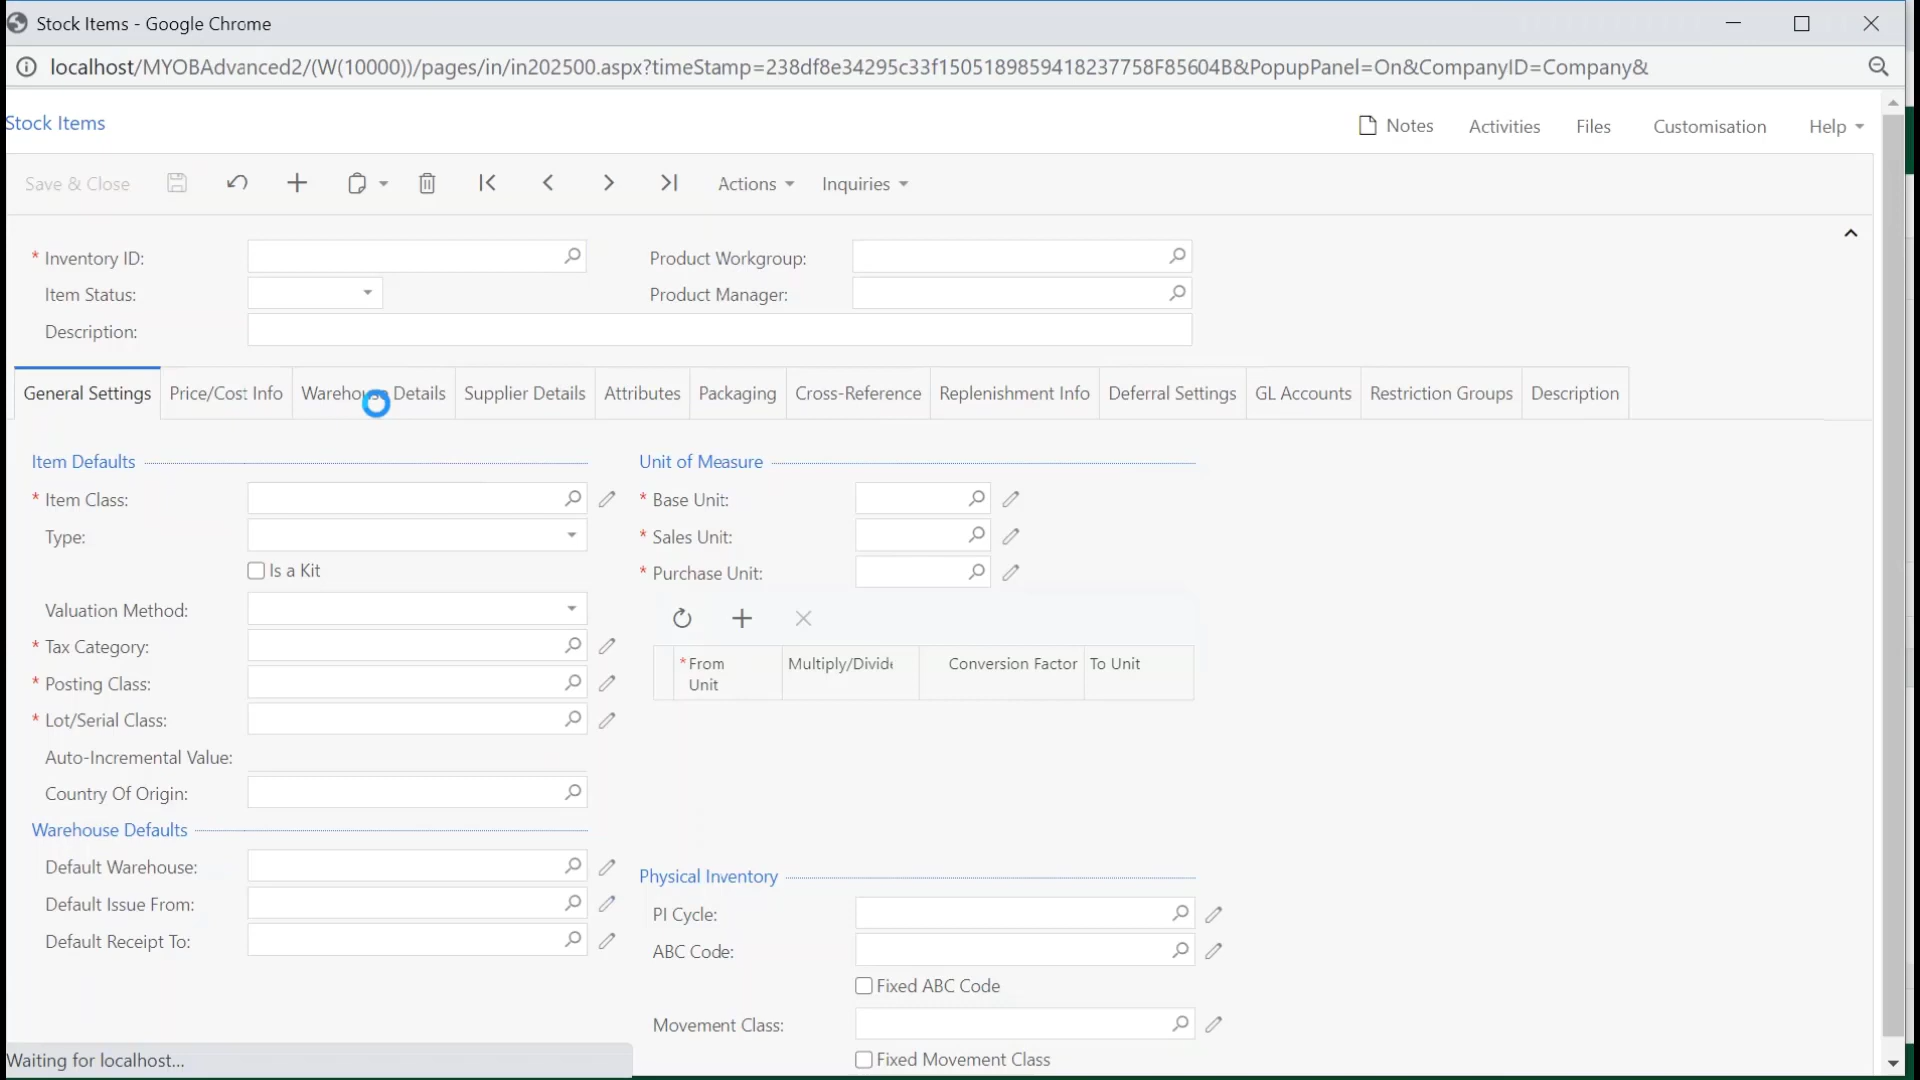 Stock Items - Google Chrome
localhost/MYOBAdvanced2/(W(10000))/pages/in/in202500.aspx?timeStamp=238df8e34295c33f1505189859418237758F85604B&PopupPanel=On&CompanyID=Company&
Stock Items
Notes Activities Files Customisation Help
Save & Close Actions Inquiries
* Inventory ID: Product Workgroup:
Item Status: Product Manager:
Description:
General Settings Price/Cost Info Warehouse Details Supplier Details Attributes Packaging Cross-Reference Replenishment Info Deferral Settings GL Accounts Restriction Groups Description
Item Defaults Unit of Measure
* Item Class: * Base Unit:
Type: * Sales Unit:
Is a Kit * Purchase Unit:
Valuation Method:
* Tax Category:
* From Unit Multiply/Divide Conversion Factor To Unit
* Posting Class:
* Lot/Serial Class:
Auto-Incremental Value:
Country Of Origin:
Warehouse Defaults
Default Warehouse: Physical Inventory
Default Issue From: PI Cycle:
Default Receipt To: ABC Code:
Fixed ABC Code
Movement Class:
Fixed Movement Class
Waiting for localhost...